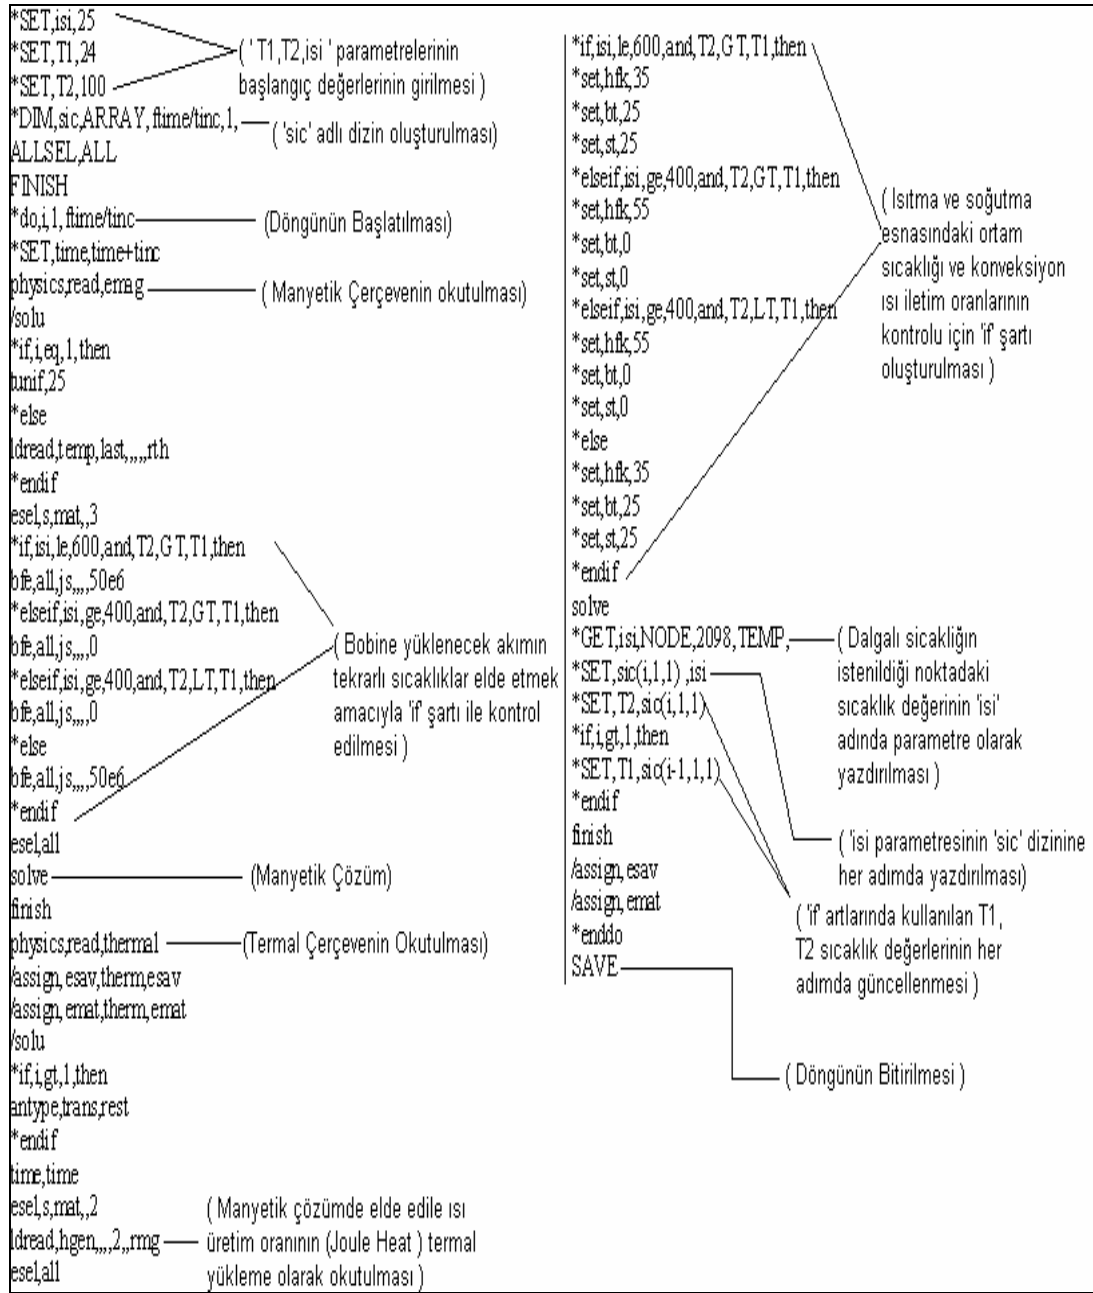 *SET,isi,25
*SET,T1,24
*SET,T2,100
( ' T1,T2,isi ' parametrelerinin
başlangıç değerlerinin girilmesi )
*DIM,sic,ARRAY, ftime/tinc,1,
( 'sic' adlı dizin oluşturulması)
ALLSEL,ALL
FINISH
*do,i,1, ftime/tinc
(Döngünün Başlatılması)
*SET,time,time+tinc
physics,read,emag
( Manyetik Çerçevenin okutulması)
/solu
*if,i,eq,1,then
tunif,25
*else
ldread,temp,last,,,,,rth
*endif
esel,s,mat,,3
*if,isi,le,600,and,T2,GT,T1,then
bfe,all,js,,,,50e6
*elseif,isi,ge,400,and,T2,GT,T1,then
bfe,all,js,,,,0
*elseif,isi,ge,400,and,T2,LT,T1,then
bfe,all,js,,,,0
*else
bfe,all,js,,,,50e6
*endif
( Bobine yüklenecek akımın
tekrarlı sıcaklıklar elde etmek
amacıyla 'if' şartı ile kontrol
edilmesi )
esel,all
solve
(Manyetik Çözüm)
finish
physics,read,thermal
(Termal Çerçevenin Okutulması)
/assign,esav,therm,esav
/assign,emat,therm,emat
/solu
*if,i,gt,1,then
antype,trans,rest
*endif
time,time
esel,s,mat,,2
ldread,hgen,,,,2,,rmg
esel,all
( Manyetik çözümde elde edile ısı
üretim oranının (Joule Heat ) termal
yükleme olarak okutulması )
*if,isi,le,600,and,T2,GT,T1,then
*set,hfk,35
*set,bt,25
*set,st,25
*elseif,isi,ge,400,and,T2,GT,T1,then
*set,hfk,55
*set,bt,0
*set,st,0
*elseif,isi,ge,400,and,T2,LT,T1,then
*set,hfk,55
*set,bt,0
*set,st,0
*else
*set,hfk,35
*set,bt,25
*set,st,25
*endif
( Isıtma ve soğutma
esnasındaki ortam
sıcaklığı ve konveksiyon
ısı iletim oranlarının
kontrolu için 'if' şartı
oluşturulması )
solve
*GET,isi,NODE,2098,TEMP,
( Dalgalı sicakliğın
istenildiği noktadaki
sıcaklık değerinin 'isi'
adında parametre olarak
yazdırılması )
*SET,sic(i,1,1) ,isi
*SET,T2,sic(i,1,1)
*if,i,gt,1,then
*SET,T1,sic(i-1,1,1)
*endif
finish
( 'isi parametresinin 'sic' dizinine
her adımda yazdırılması)
/assign,esav
/assign,emat
*enddo
( 'if' artlarında kullanılan T1,
T2 sıcaklık değerlerinin her
adımda güncellenmesi )
SAVE
( Döngünün Bitirilmesi )